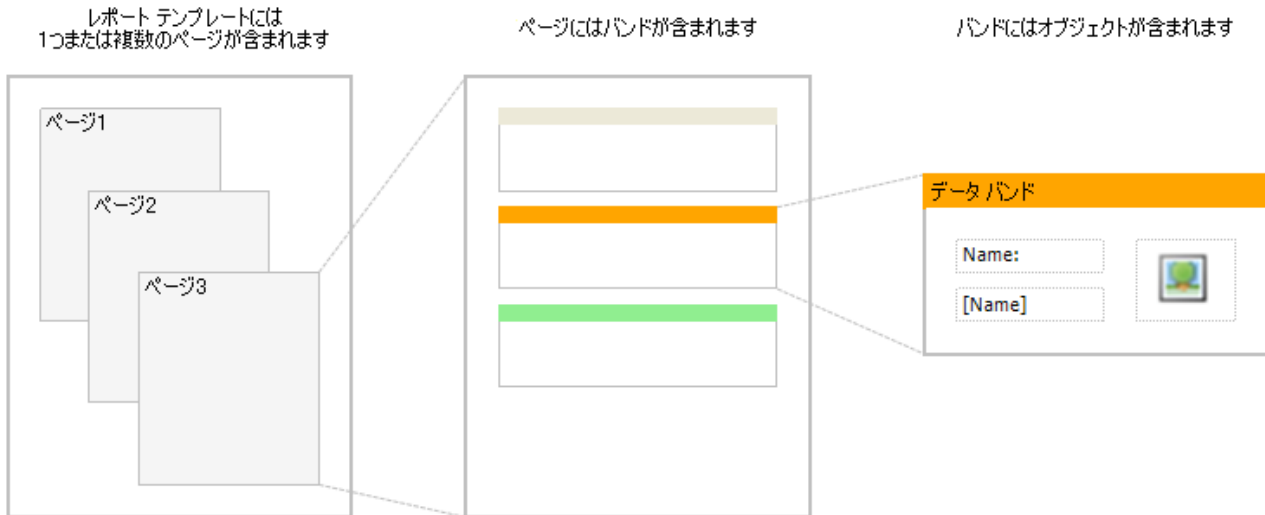 レポート テンプレートには
1つまたは複数のページが含まれます
ページにはバンドが含まれます
バンドにはオブジェクトが含まれます
ページ1
ページ2
ページ3
データ バンド
Name:
[Name]